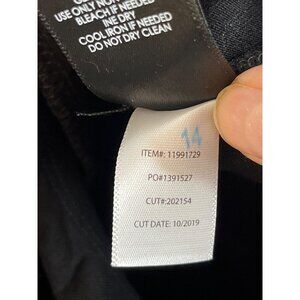 USE ONLY NON
BLEACH IF NEEDED
LINE DRY
COOL IRON IF NEEDED
DO NOT DRY CLEAN
14
ITEM#: 11991729
PO#1391527
CUT#:202154
CUT DATE: 10/2019